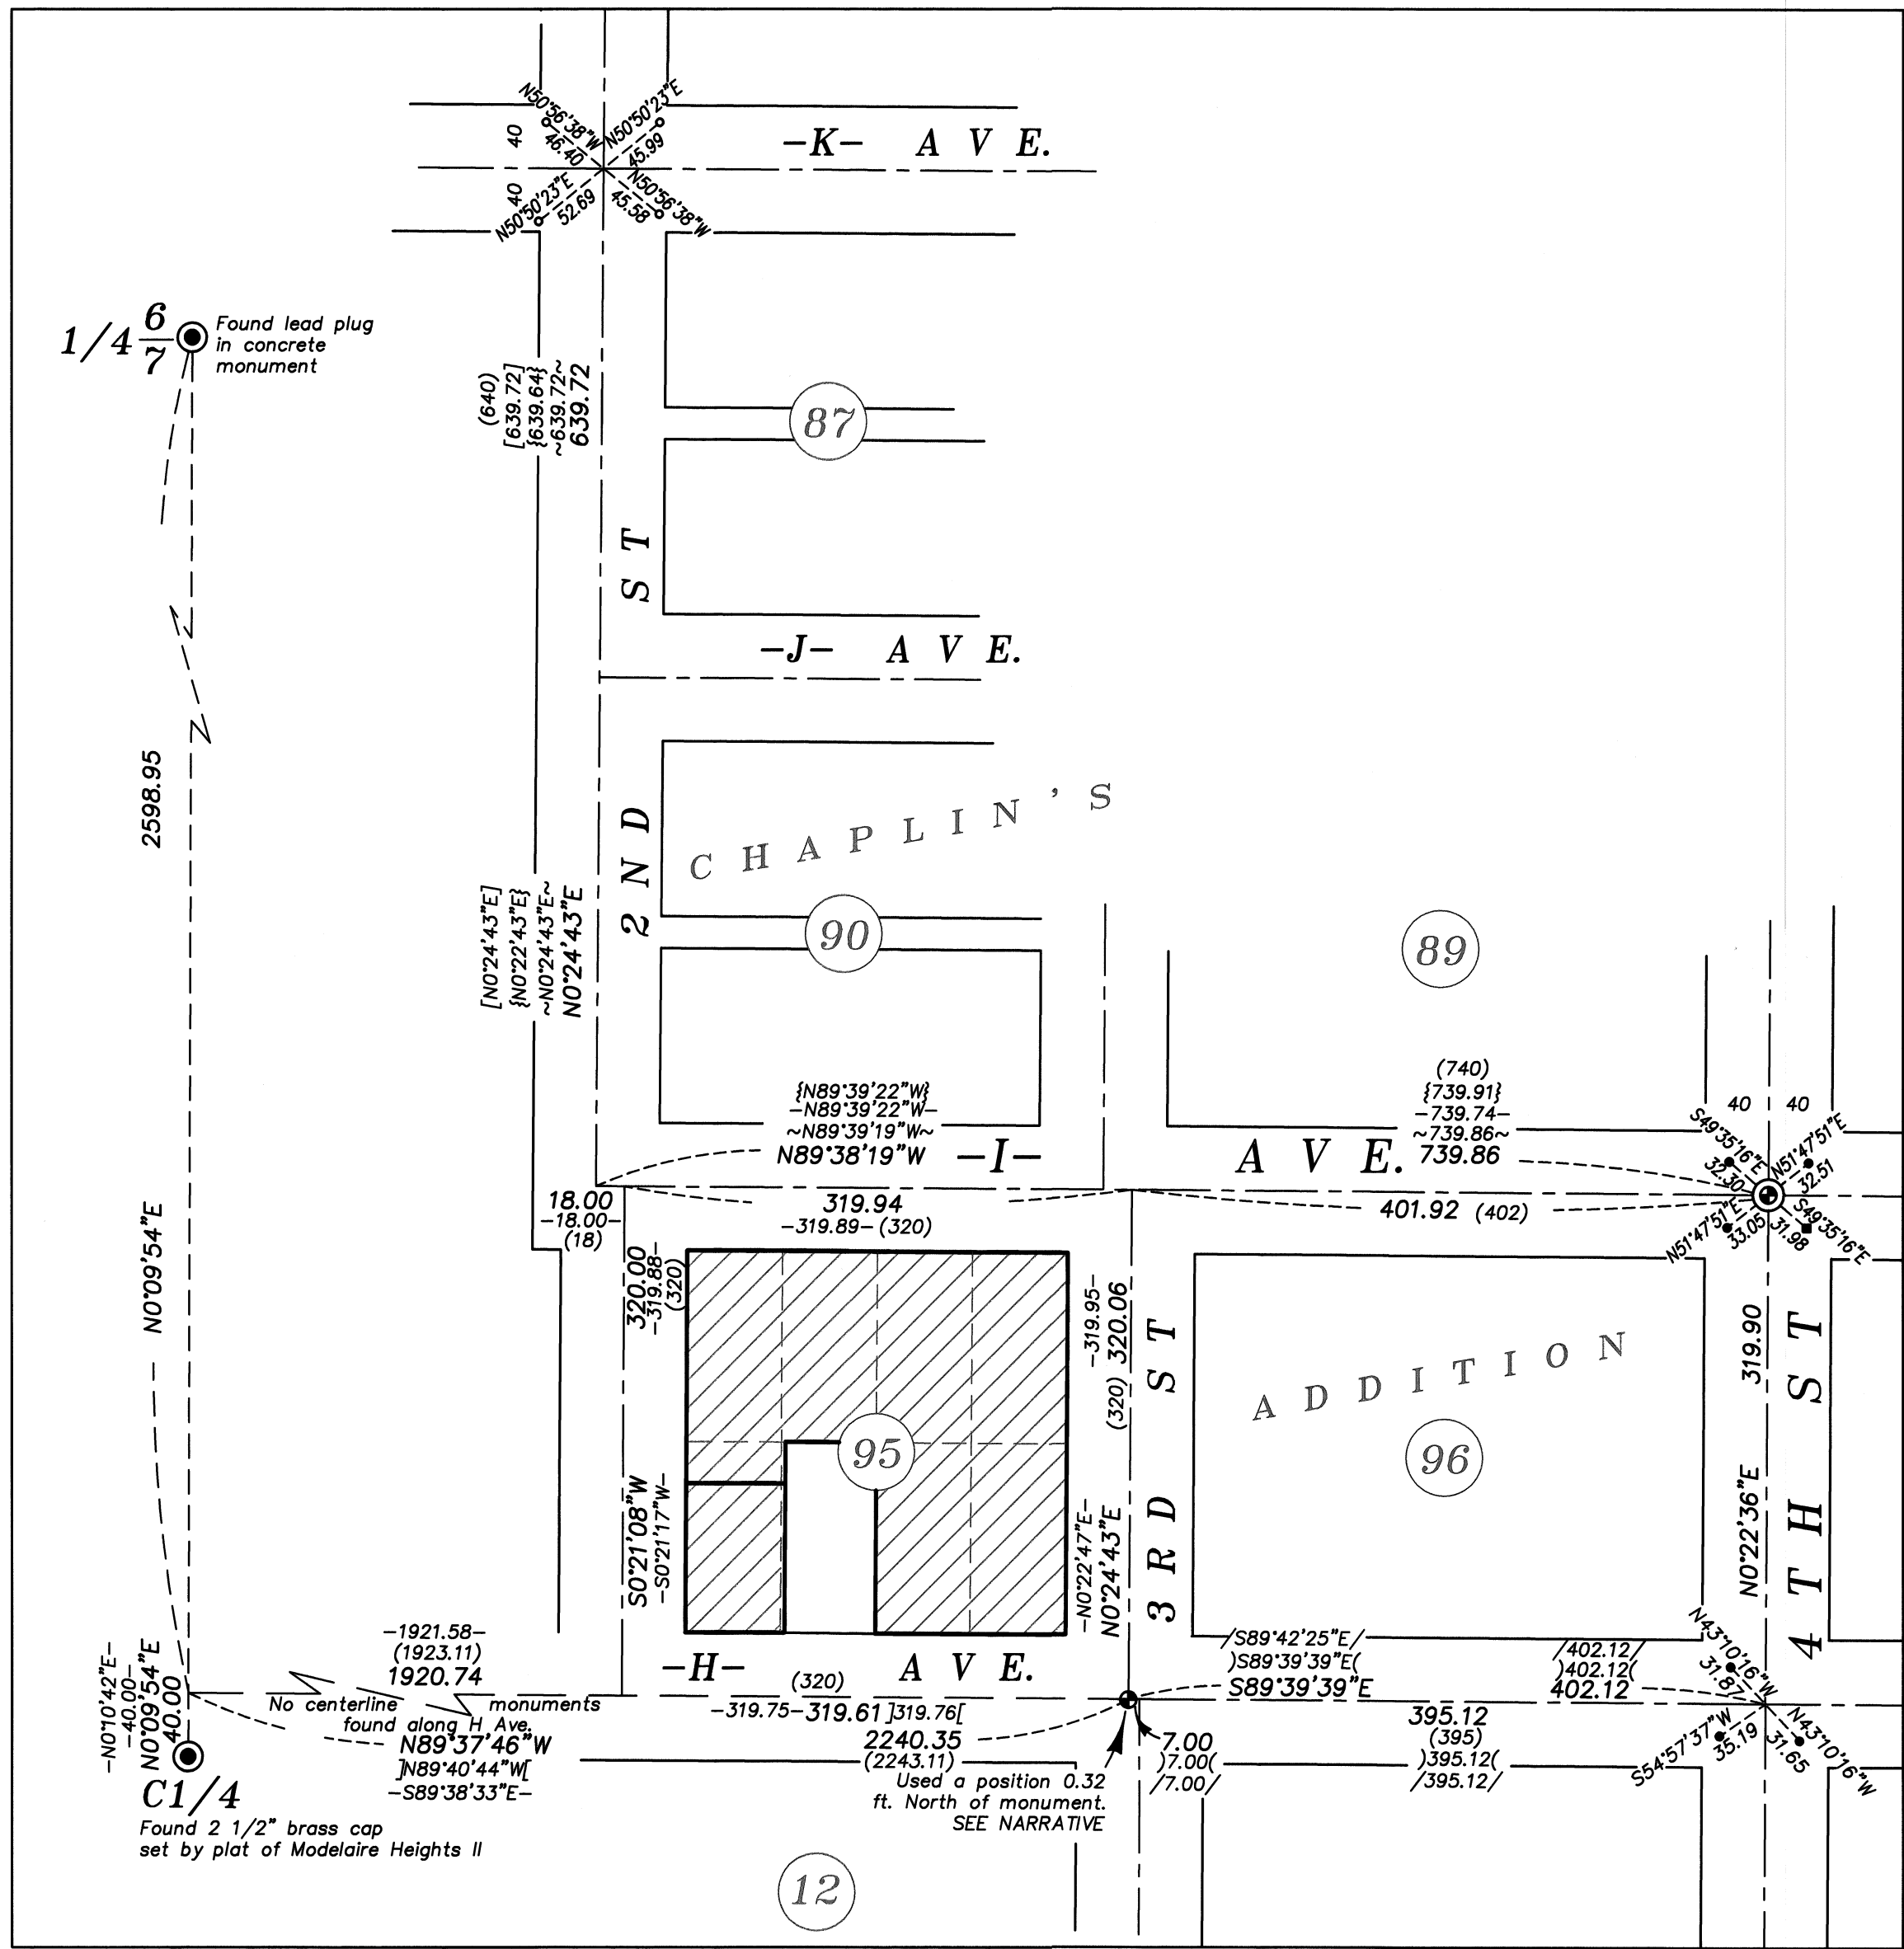 N50°56'38"W
46.40
N50°50'23"E
45.99
40
40
N50°50'23"E
52.69
N50°56'38"W
45.58
-K- AVE.
1/4 6/7
Found lead plug
in concrete
monument
(640)
[639.72]
{639.64}
~639.72~
639.72
87
2ND ST
-J- AVE.
2598.95
N0°09'54"E
CHAPLIN'S
[N0°24'43"E]
{N0°22'43"E}
~N0°24'43"E~
N0°24'43"E
90
89
{N89°39'22"W}
-N89°39'22"W-
~N89°39'19"W~
N89°38'19"W
-I- AVE.
(740)
{739.91}
-739.74-
~739.86~
739.86
40 40
S49°35'16"E
32.30
N51°47'51"E
32.51
N51°47'51"E
33.05
S49°35'16"E
31.98
18.00
-18.00-
(18)
319.94
-319.89- (320)
401.92 (402)
320.00
-319.88-
(320)
S0°21'08"W
-S0°21'17"W-
95
-319.95-
(320) 320.06
-N0°22'47"E-
N0°24'43"E
3RD ST
ADDITION
96
319.90
N0°22'36"E
4TH ST
-N0°10'42"E-
-40.00-
N0°09'54"E
40.00
-1921.58-
(1923.11)
1920.74
No centerline monuments
found along H Ave.
N89°37'46"W
]N89°40'44"W[
-S89°38'33"E-
-H- AVE.
(320)
-319.75-319.61]319.76[
2240.35
(2243.11)
/S89°42'25"E/
)S89°39'39"E(
S89°39'39"E
/402.12/
)402.12(
402.12
N43°10'16"W
31.87
395.12
(395)
)395.12(
/395.12/
7.00
)7.00(
/7.00/
S54°57'37"W
35.19
N43°10'16"W
31.65
Used a position 0.32
ft. North of monument.
SEE NARRATIVE
C1/4
Found 2 1/2" brass cap
set by plat of Modelaire Heights II
12